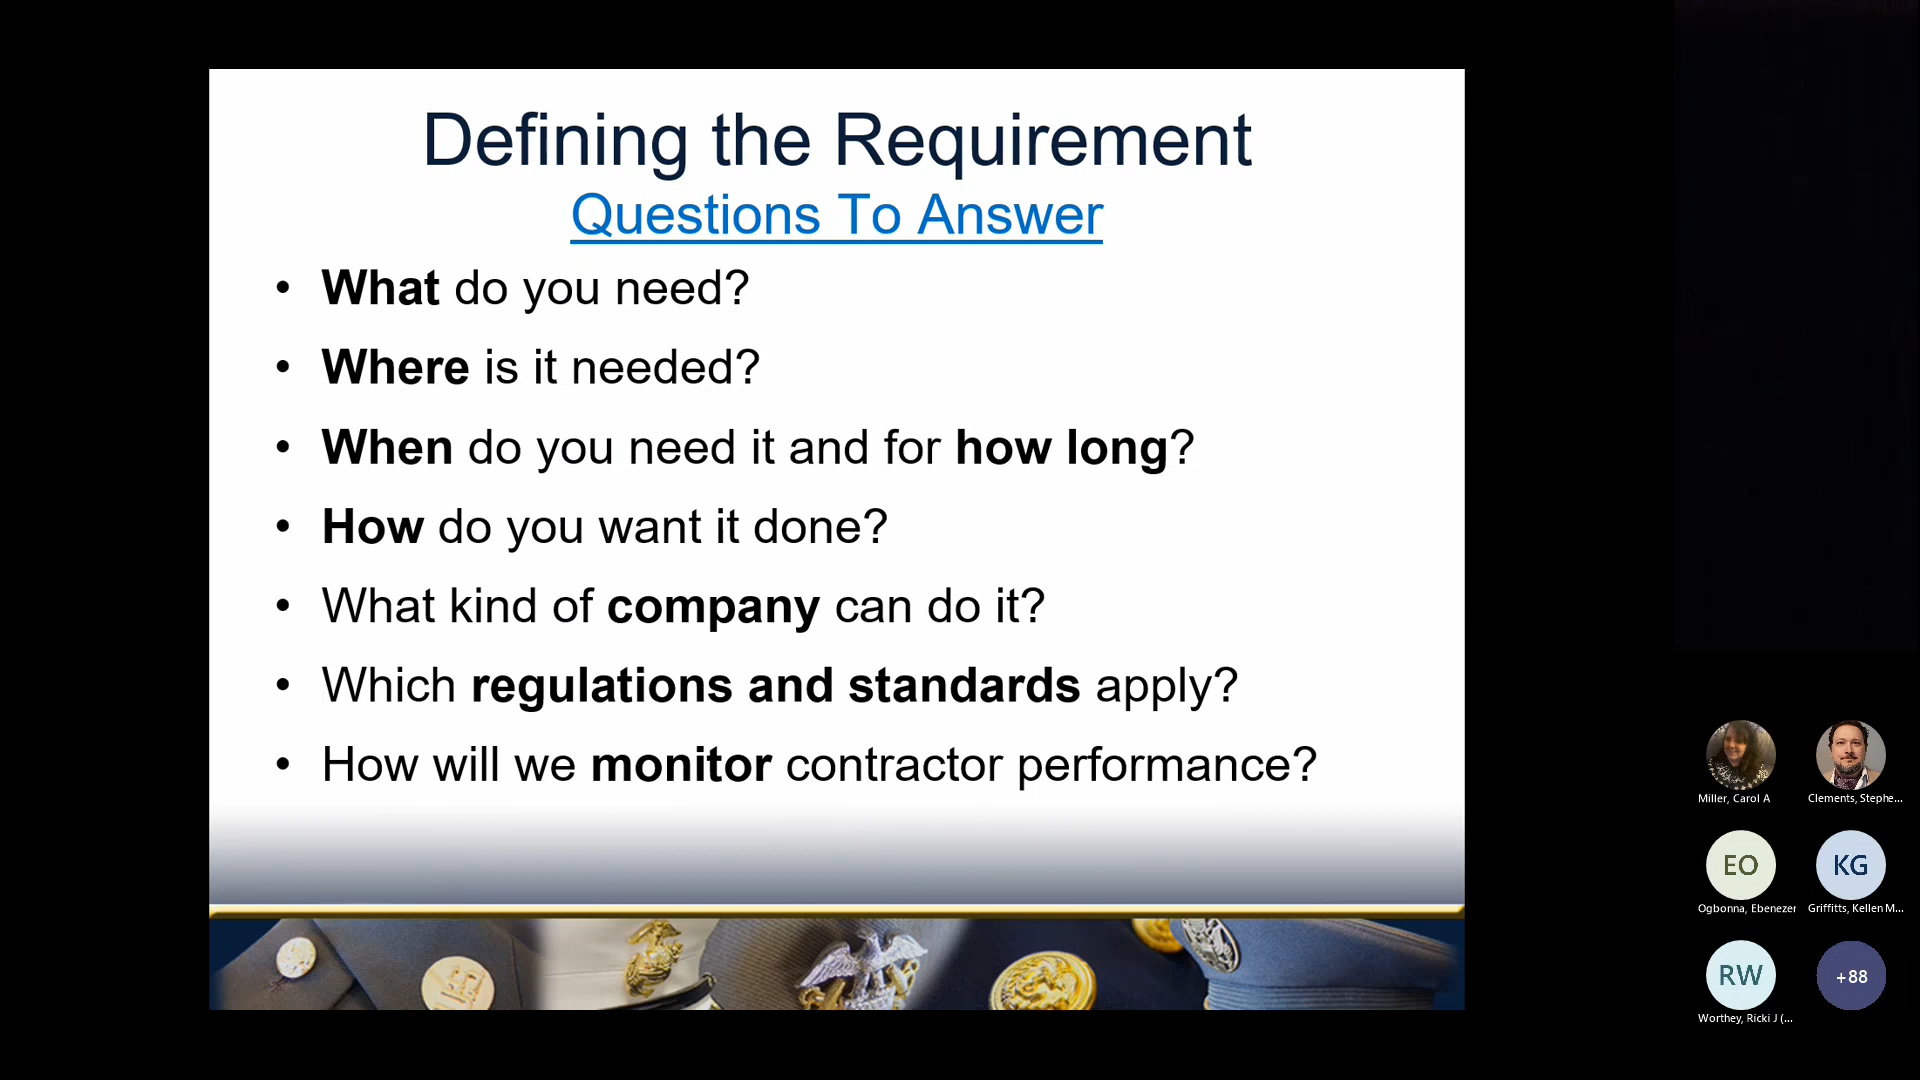 Defining the Requirement
Questions To Answer
• What do you need?
• Where is it needed?
• When do you need it and for how long?
• How do you want it done?
• What kind of company can do it?
• Which regulations and standards apply?
• How will we monitor contractor performance?
Miller, Carol A
Clements, Stephe...
EO
KG
Ogbonna, Ebenezer
Griffitts, Kellen M...
RW
+88
Worthey, Ricki J (...